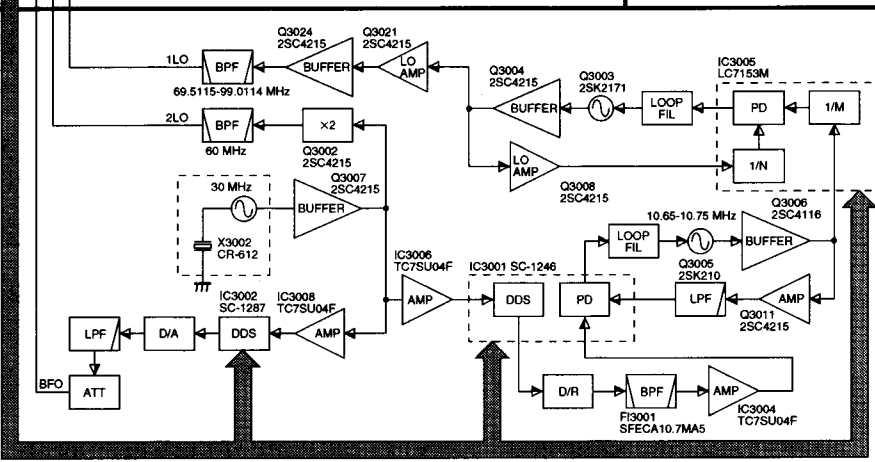 Q3024
2SC4215
Q3021
2SC4215
1LO
BPF
BUFFER
LO
AMP
69.5115-99.0114 MHz
Q3004
2SC4215
Q3003
2SK2171
IC3005
LC7153M
BUFFER
LOOP
FIL
PD
1/M
2LO
BPF
×2
60 MHz
Q3002
2SC4215
LO
AMP
Q3008
2SC4215
1/N
30 MHz
Q3007
2SC4215
BUFFER
X3002
CR-612
10.65-10.75 MHz
Q3006
2SC4116
LOOP
FIL
BUFFER
IC3006
TC7SU04F
IC3001 SC-1246
Q3005
2SK210
AMP
DDS
PD
LPF
AMP
Q3011
2SC4215
IC3002
SC-1287
IC3008
TC7SU04F
LPF
D/A
DDS
AMP
BFO
ATT
D/R
BPF
AMP
FI3001
SFECA10.7MA5
IC3004
TC7SU04F